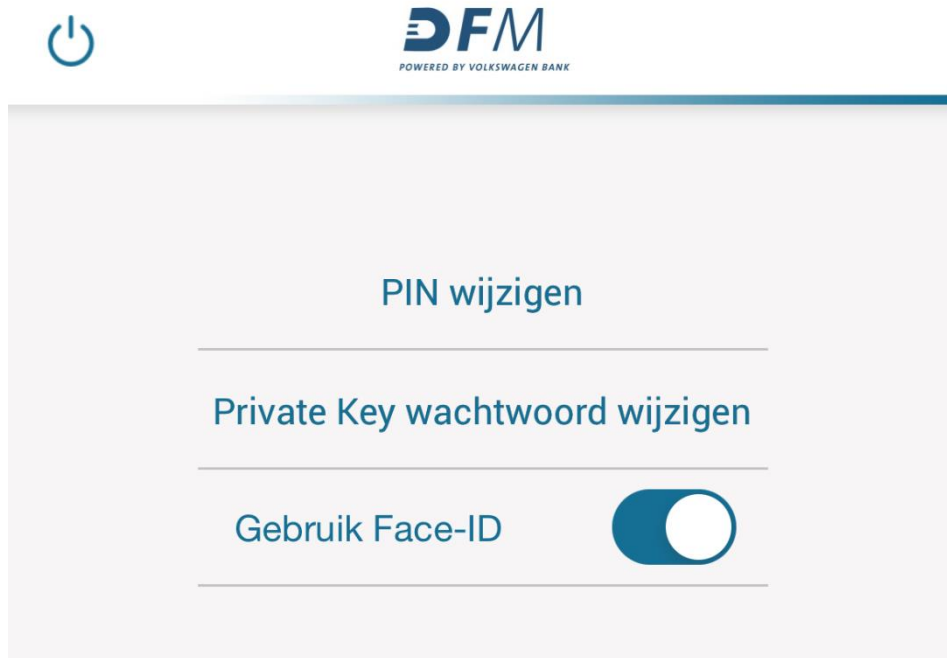 DFM
POWERED BY VOLKSWAGEN BANK
PIN wijzigen
Private Key wachtwoord wijzigen
Gebruik Face-ID